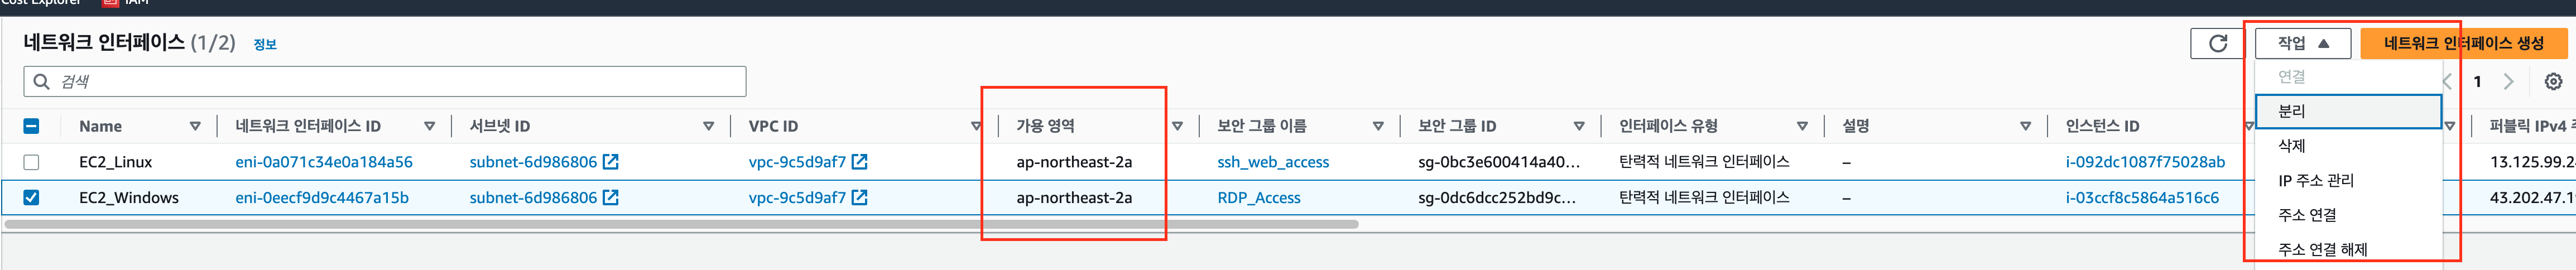 Cost Explorer IAM
네트워크 인터페이스 (1/2) 정보 작업 네트워크 인터페이스 생성
검색 연결 1
분리
Name 네트워크 인터페이스 ID 서브넷 ID VPC ID 가용 영역 보안 그룹 이름 보안 그룹 ID 인터페이스 유형 설명 인스턴스 ID 퍼블릭 IPv4
삭제
EC2_Linux eni-0a071c34e0a184a56 subnet-6d986806 vpc-9c5d9af7 ap-northeast-2a ssh_web_access sg-0bc3e600414a40... 탄력적 네트워크 인터페이스 – i-092dc1087f75028ab 13.125.99.2
IP 주소 관리
EC2_Windows eni-0eecf9d9c4467a15b subnet-6d986806 vpc-9c5d9af7 ap-northeast-2a RDP_Access sg-0dc6dcc252bd9c... 탄력적 네트워크 인터페이스 – i-03ccf8c5864a516c6 43.202.47.1
주소 연결
주소 연결 해제